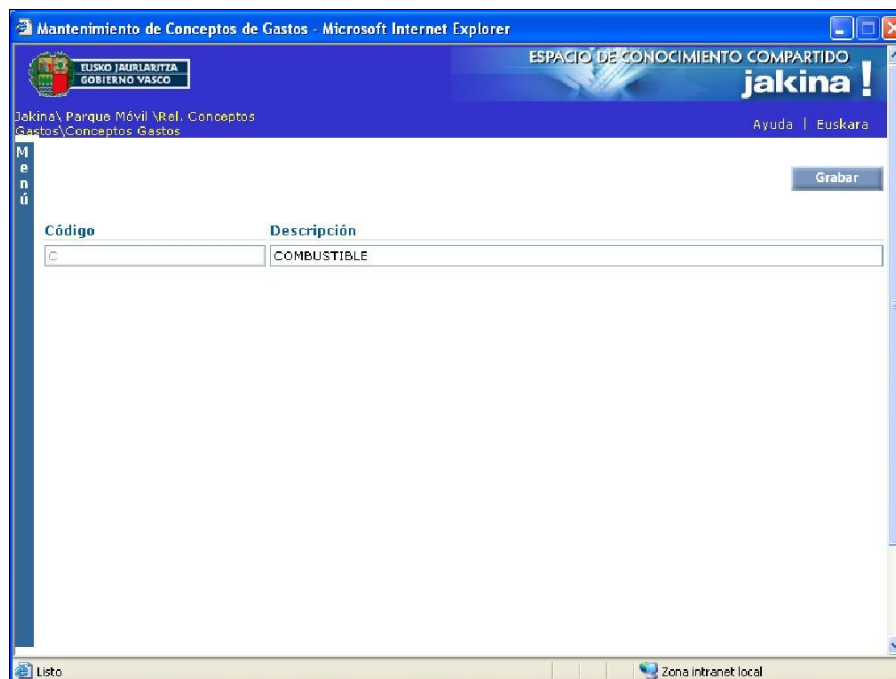 Mantenimiento de Conceptos de Gastos - Microsoft Internet Explorer
EUSKO JAURLARITZA
GOBIERNO VASCO
ESPACIO DE CONOCIMIENTO COMPARTIDO
jakina !
Jakina\ Parque Móvil \Rel. Conceptos
Gastos\Conceptos Gastos
Ayuda | Euskara
M
e
n
ú
Grabar
Código Descripción
C COMBUSTIBLE
Listo Zona intranet local